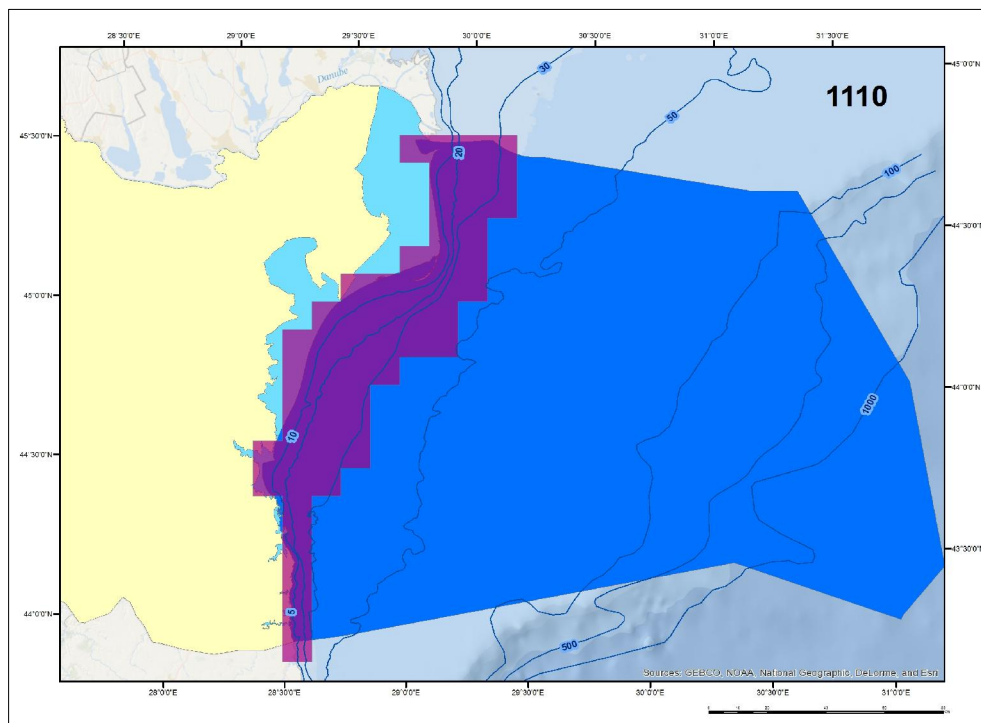 28°30'0"E 29°0'0"E 29°30'0"E 30°0'0"E 30°30'0"E 31°0'0"E 31°30'0"E
45°0'0"N
Danube
30
1110
50
45°30'0"N
20
100
44°30'0"N
45°0'0"N
44°0'0"N
1000
10
44°30'0"N
43°30'0"N
5
44°0'0"N
500
Sources: GEBCO, NOAA, National Geographic, DeLorme, and Esri
28°0'0"E 28°30'0"E 29°0'0"E 29°30'0"E 30°0'0"E 30°30'0"E 31°0'0"E